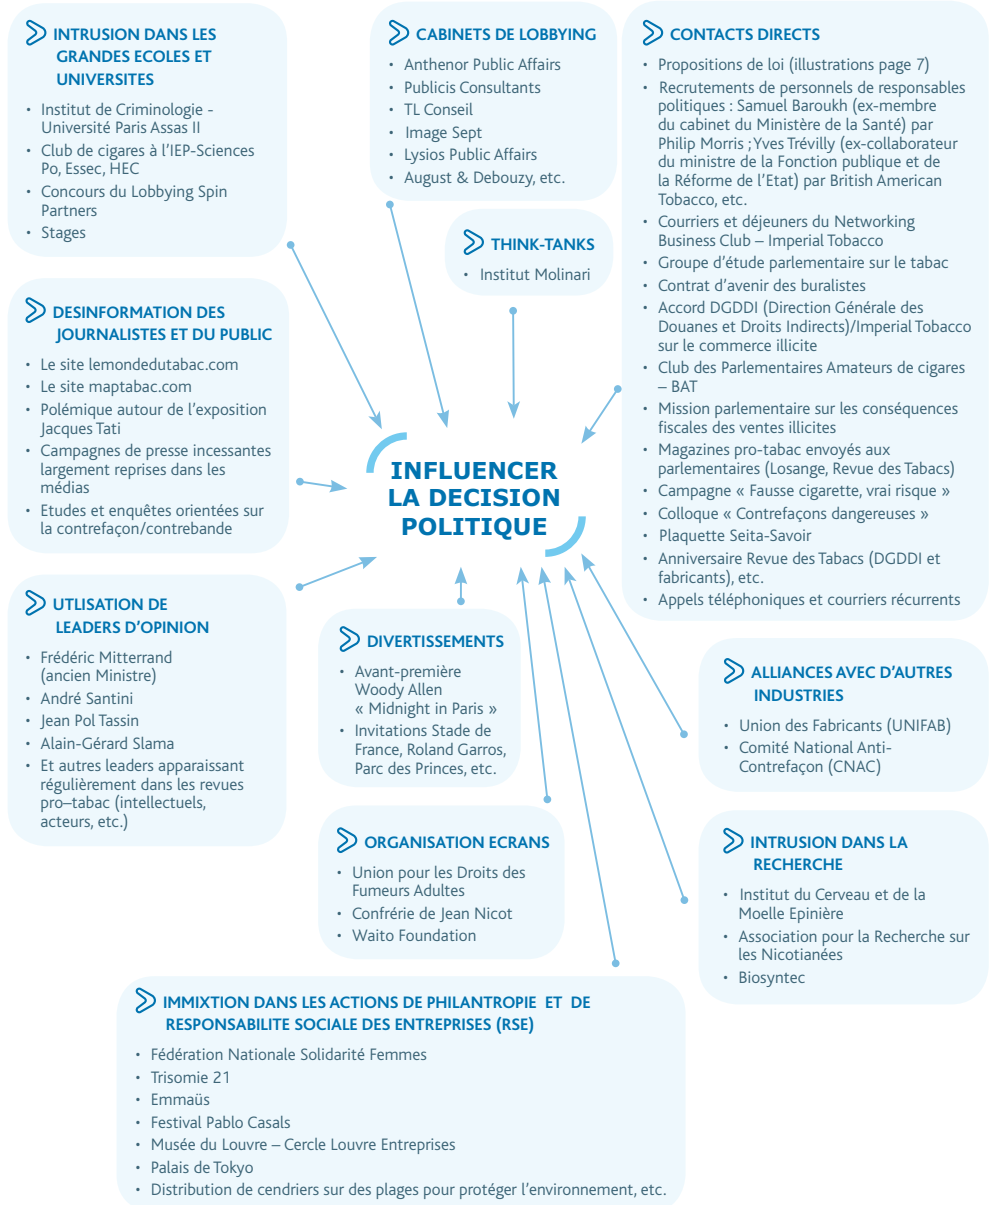 INTRUSION DANS LES
GRANDES ECOLES ET
UNIVERSITES
• Institut de Criminologie -
Université Paris Assas II
• Club de cigares à l'IEP-Sciences
Po, Essec, HEC
• Concours du Lobbying Spin
Partners
• Stages
CABINETS DE LOBBYING
• Anthenor Public Affairs
• Publicis Consultants
• TL Conseil
• Image Sept
• Lysios Public Affairs
• August & Debouzy, etc.
CONTACTS DIRECTS
• Propositions de loi (illustrations page 7)
• Recrutements de personnels de responsables
politiques : Samuel Baroukh (ex-membre
du cabinet du Ministère de la Santé) par
Philip Morris ; Yves Trévilly (ex-collaborateur
du ministre de la Fonction publique et de
la Réforme de l'Etat) par British American
Tobacco, etc.
• Courriers et déjeuners du Networking
Business Club – Imperial Tobacco
• Groupe d'étude parlementaire sur le tabac
• Contrat d'avenir des buralistes
• Accord DGDDI (Direction Générale des
Douanes et Droits Indirects)/Imperial Tobacco
sur le commerce illicite
• Club des Parlementaires Amateurs de cigares
– BAT
• Mission parlementaire sur les conséquences
fiscales des ventes illicites
• Magazines pro-tabac envoyés aux
parlementaires (Losange, Revue des Tabacs)
• Campagne « Fausse cigarette, vrai risque »
• Colloque « Contrefaçons dangereuses »
• Plaquette Seita-Savoir
• Anniversaire Revue des Tabacs (DGDDI et
fabricants), etc.
• Appels téléphoniques et courriers récurrents
THINK-TANKS
• Institut Molinari
DESINFORMATION DES
JOURNALISTES ET DU PUBLIC
• Le site lemondedutabac.com
• Le site maptabac.com
• Polémique autour de l'exposition
Jacques Tati
• Campagnes de presse incessantes
largement reprises dans les
médias
• Etudes et enquêtes orientées sur
la contrefaçon/contrebande
INFLUENCER
LA DECISION
POLITIQUE
UTLISATION DE
LEADERS D'OPINION
• Frédéric Mitterrand
(ancien Ministre)
• André Santini
• Jean Pol Tassin
• Alain-Gérard Slama
• Et autres leaders apparaissant
régulièrement dans les revues
pro–tabac (intellectuels,
acteurs, etc.)
DIVERTISSEMENTS
• Avant-première
Woody Allen
« Midnight in Paris »
• Invitations Stade de
France, Roland Garros,
Parc des Princes, etc.
ALLIANCES AVEC D'AUTRES
INDUSTRIES
• Union des Fabricants (UNIFAB)
• Comité National Anti-
Contrefaçon (CNAC)
ORGANISATION ECRANS
• Union pour les Droits des
Fumeurs Adultes
• Confrérie de Jean Nicot
• Waito Foundation
INTRUSION DANS LA
RECHERCHE
• Institut du Cerveau et de la
Moelle Epinière
• Association pour la Recherche sur
les Nicotianées
• Biosyntec
IMMIXTION DANS LES ACTIONS DE PHILANTROPIE ET DE
RESPONSABILITE SOCIALE DES ENTREPRISES (RSE)
• Fédération Nationale Solidarité Femmes
• Trisomie 21
• Emmaüs
• Festival Pablo Casals
• Musée du Louvre – Cercle Louvre Entreprises
• Palais de Tokyo
• Distribution de cendriers sur des plages pour protéger l'environnement, etc.